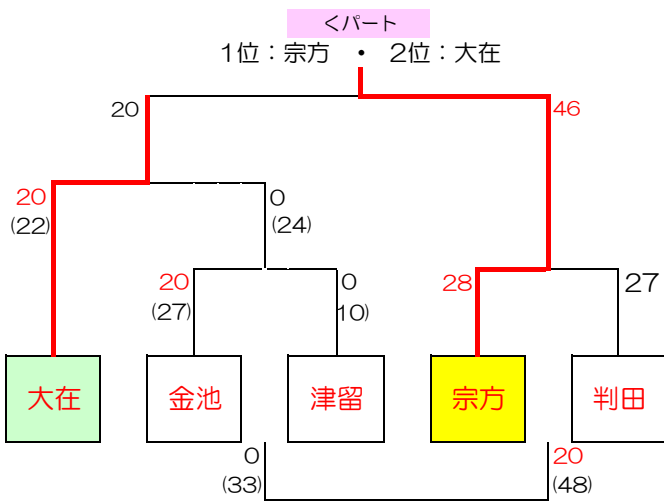 くパート
1位：宗方　・　2位：大在
20
46
20
0
(22)
(24)
20
0
28
27
(27)
10)
大在
金池
津留
宗方
判田
0
20
(33)
(48)